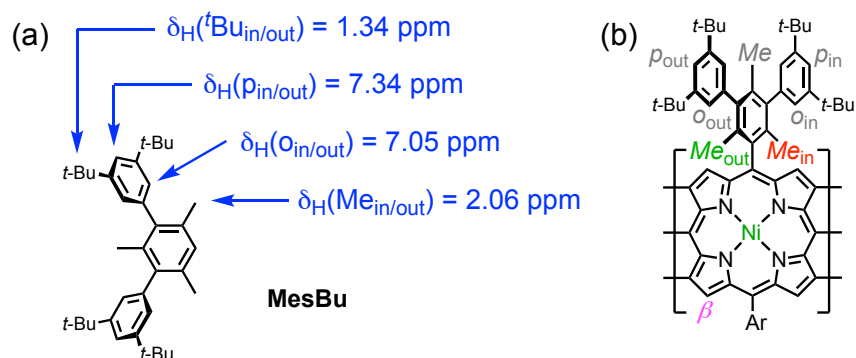 (a)
δH(tBuin/out) = 1.34 ppm
δH(pin/out) = 7.34 ppm
δH(oin/out) = 7.05 ppm
δH(Mein/out) = 2.06 ppm
t-Bu
t-Bu
t-Bu
t-Bu
MesBu
(b)
t-Bu
t-Bu
pout
Me
pin
t-Bu
t-Bu
oout
oin
Meout
Mein
N
N
Ni
N
N
β
Ar